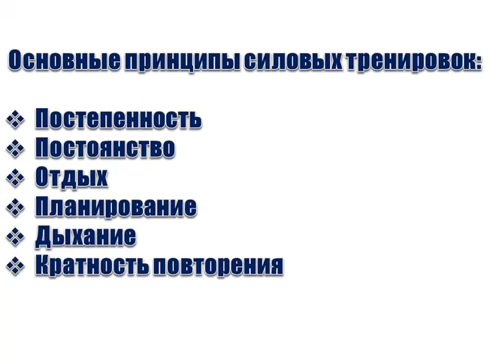 Основные принципы силовых тренировок:
❖ Постепенность
❖ Постоянство
❖ Отдых
❖ Планирование
❖ Дыхание
❖ Кратность повторения